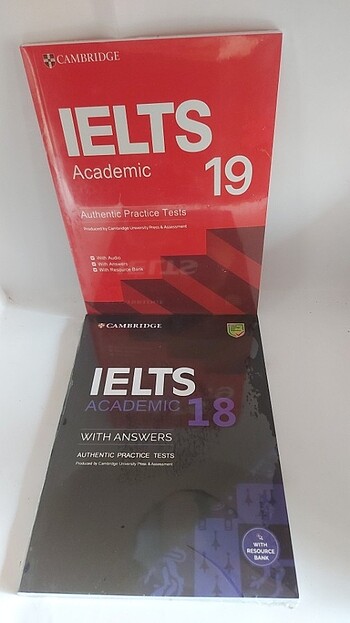 CAMBRIDGE
IELTS
Academic
19
Authentic Practice Tests
Produced by Cambridge University Press & Assessment
With Audio
With Answers
With Resource Bank
CAMBRIDGE
IELTS
ACADEMIC 18
WITH ANSWERS
AUTHENTIC PRACTICE TESTS
Produced by Cambridge University Press & Assessment
WITH
RESOURCE
BANK